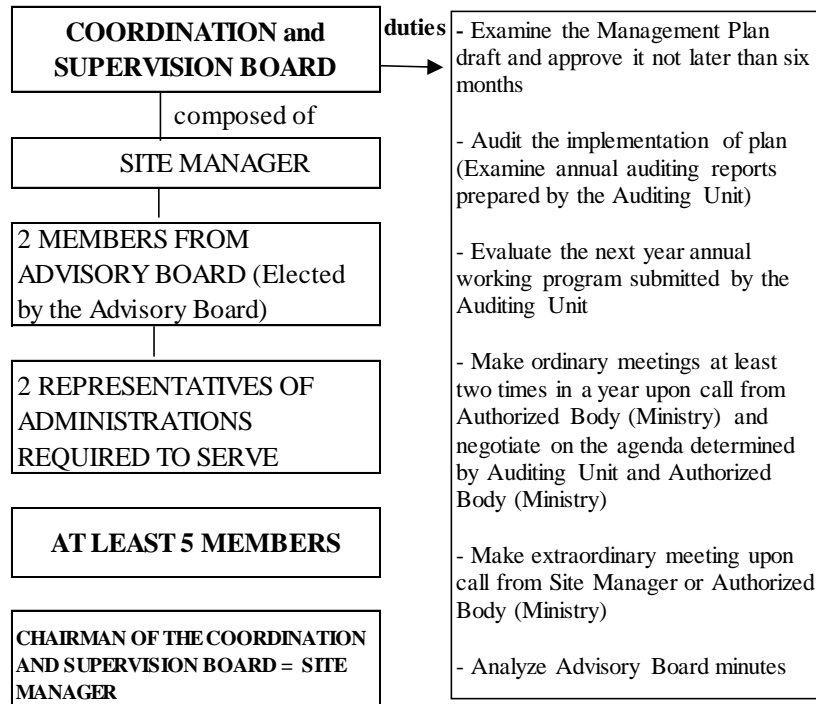 COORDINATION and
SUPERVISION BOARD
composed of
SITE MANAGER
2 MEMBERS FROM
ADVISORY BOARD (Elected
by the Advisory Board)
2 REPRESENTATIVES OF
ADMINISTRATIONS
REQUIRED TO SERVE
AT LEAST 5 MEMBERS
CHAIRMAN OF THE COORDINATION
AND SUPERVISION BOARD = SITE
MANAGER
duties
- Examine the Management Plan
draft and approve it not later than six
months
- Audit the implementation of plan
(Examine annual auditing reports
prepared by the Auditing Unit)
- Evaluate the next year annual
working program submitted by the
Auditing Unit
- Make ordinary meetings at least
two times in a year upon call from
Authorized Body (Ministry) and
negotiate on the agenda determined
by Auditing Unit and Authorized
Body (Ministry)
- Make extraordinary meeting upon
call from Site Manager or Authorized
Body (Ministry)
- Analyze Advisory Board minutes